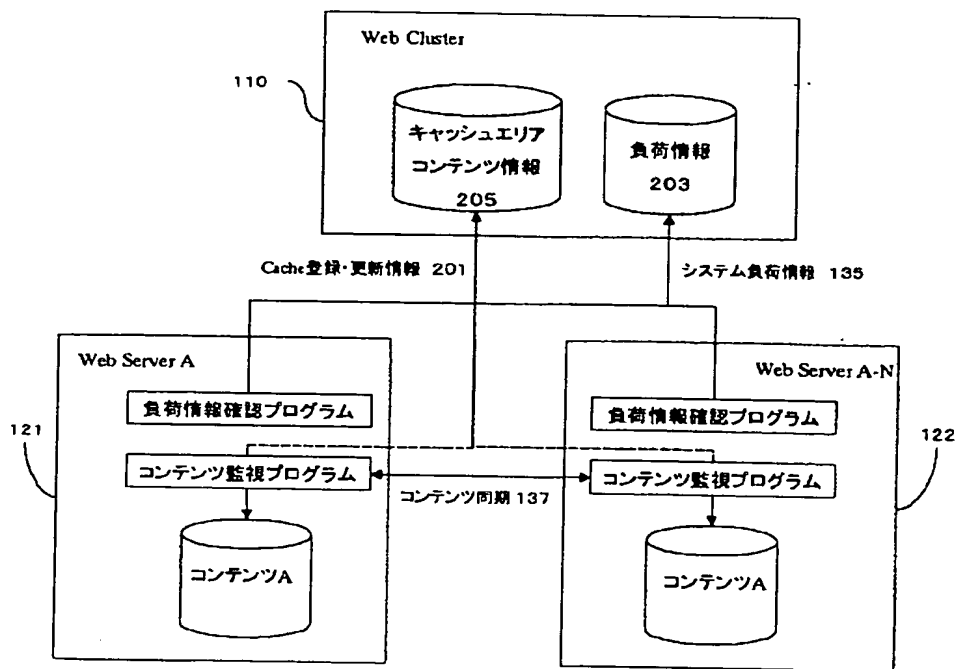 Web Cluster
110
キャッシュエリア
コンテンツ情報
205
負荷情報
203
Cache登録・更新情報 201
システム負荷情報 135
Web Server A
Web Server A-N
負荷情報確認プログラム
負荷情報確認プログラム
121
122
コンテンツ監視プログラム
コンテンツ監視プログラム
コンテンツ同期 137
コンテンツA
コンテンツA